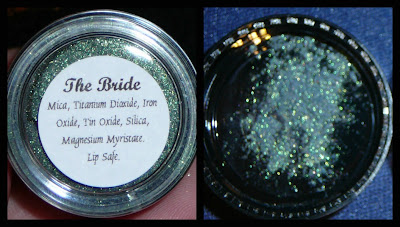 The Bride
Mica, Titanium Dioxide, Iron
Oxide, Tin Oxide, Silica,
Magnesium Myristate.
Lip Safe.